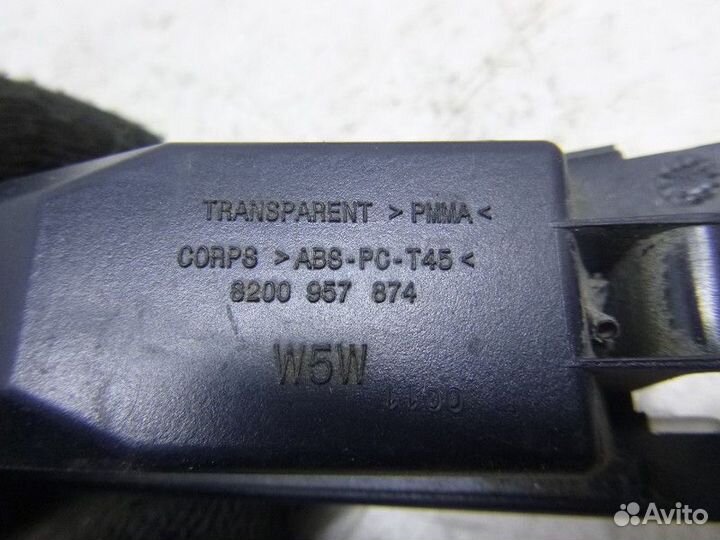 TRANSPARENT >PMMA<
CORPS >ABS-PC-T45<
8200 957 874
W5W
Avito